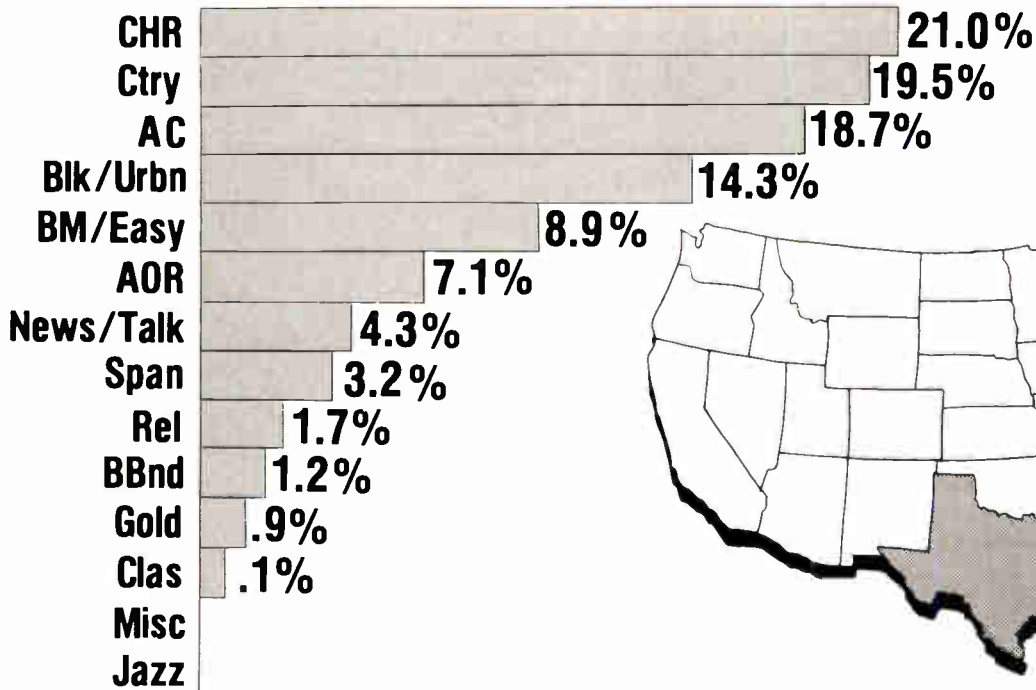 CHR 21.0%
Ctry 19.5%
AC 18.7%
Blk/Urbn 14.3%
BM/Easy 8.9%
AOR 7.1%
News/Talk 4.3%
Span 3.2%
Rel 1.7%
BBnd 1.2%
Gold .9%
Clas .1%
Misc
Jazz